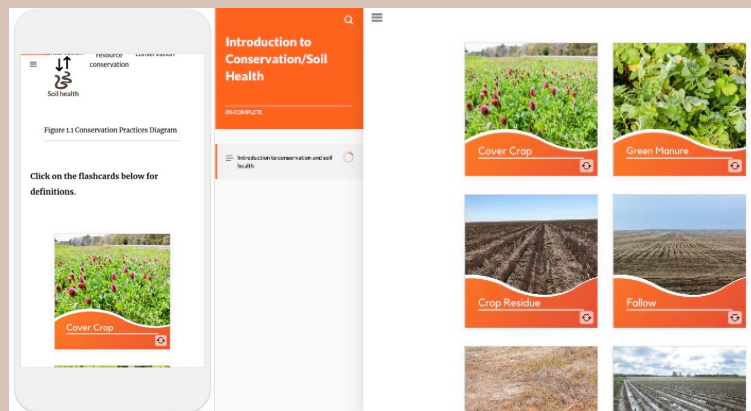 resource
conservation
Soil health
Figure 1.1 Conservation Practices Diagram
Click on the flashcards below for
definitions.
Cover Crop
Introduction to
Conservation/Soil
Health
0% COMPLETE
Introduction to conservation and soil
health
Cover Crop
Green Manure
Crop Residue
Fallow